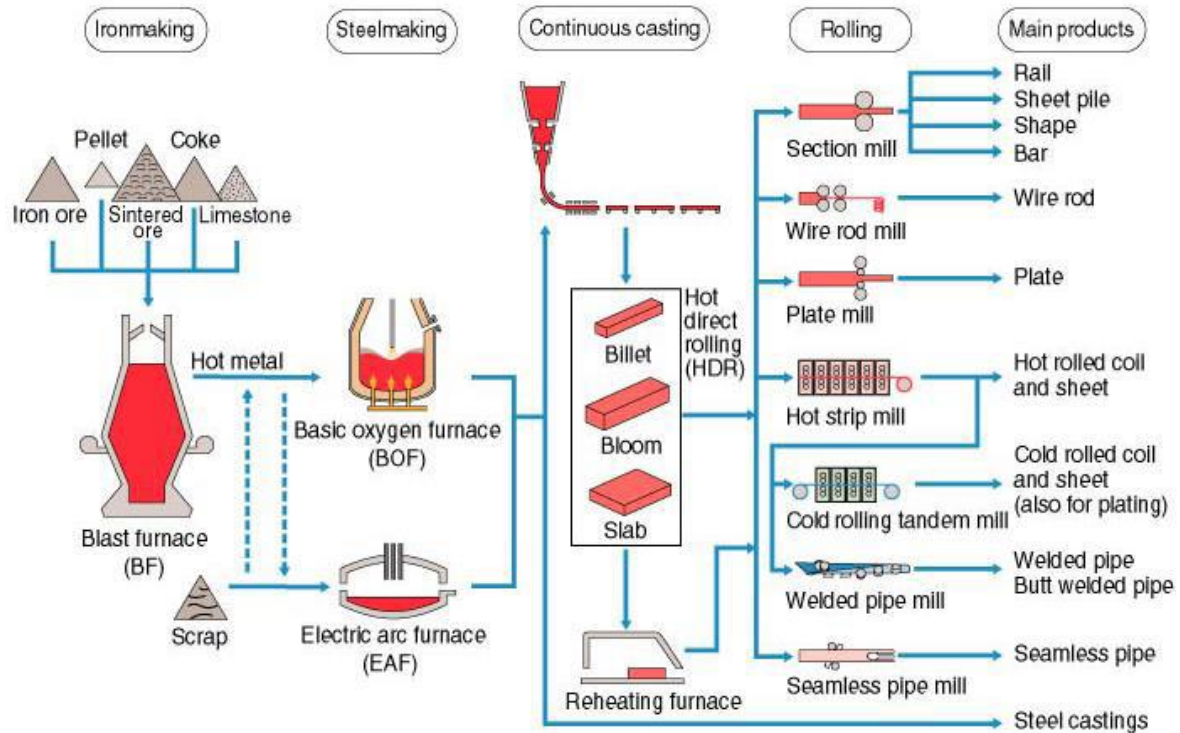 Ironmaking
Steelmaking
Continuous casting
Rolling
Main products
Pellet
Coke
Iron ore
Sintered
ore
Limestone
Hot metal
Blast furnace
(BF)
Scrap
Basic oxygen furnace
(BOF)
Electric arc furnace
(EAF)
Hot
direct
rolling
(HDR)
Billet
Bloom
Slab
Reheating furnace
Section mill
Wire rod mill
Plate mill
Hot strip mill
Cold rolling tandem mill
Welded pipe mill
Seamless pipe mill
Rail
Sheet pile
Shape
Bar
Wire rod
Plate
Hot rolled coil
and sheet
Cold rolled coil
and sheet
(also for plating)
Welded pipe
Butt welded pipe
Seamless pipe
Steel castings